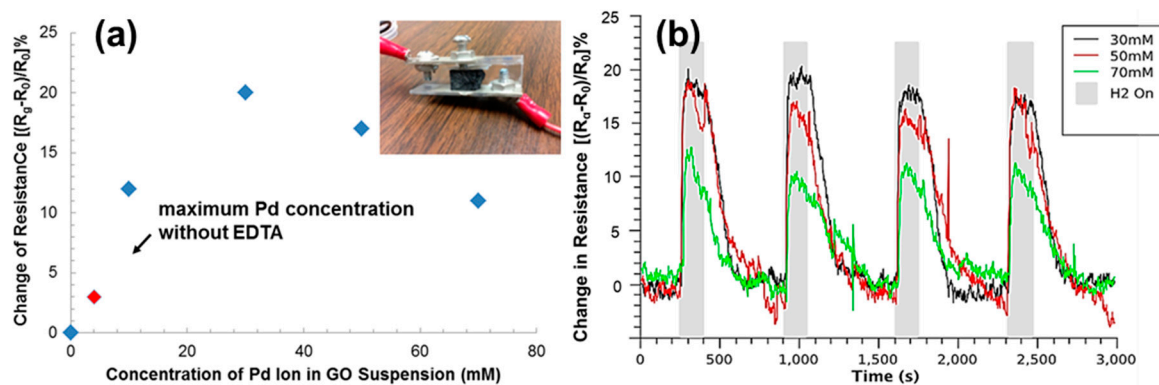 (a)
Change of ResistanCe [(Rg-R0)/R0]%
25
20
15
10
5
0
maximum Pd concentration
without EDTA
0 20 40 60 80
Concentration of Pd Ion in GO Suspension (mM)
(b)
Change in Resistance [(Rg-R0)/R0]%
25
20
15
10
5
0
30mM
50mM
70mM
H2 On
0 500 1,000 1,500 2,000 2,500 3,000
Time (s)